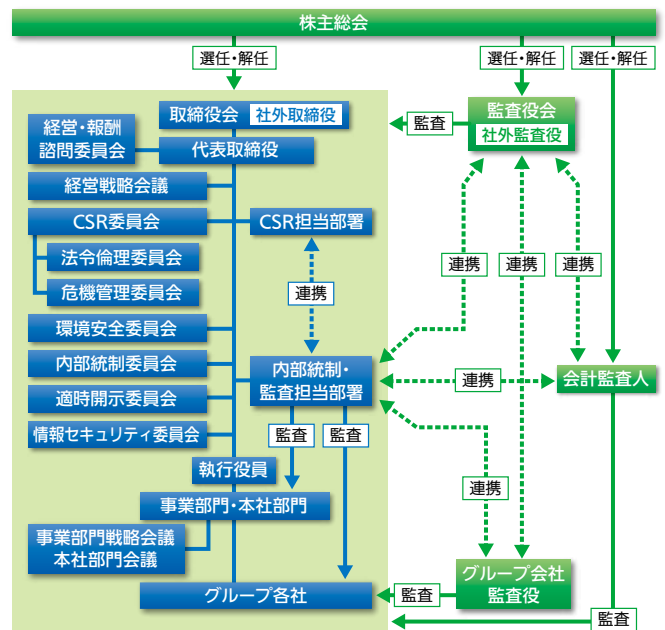 株主総会
選任・解任
選任・解任
選任・解任
取締役会 社外取締役
監査
監査役会
社外監査役
経営・報酬
諮問委員会
代表取締役
経営戦略会議
CSR委員会
CSR担当部署
法令倫理委員会
危機管理委員会
連携
連携
連携
連携
環境安全委員会
内部統制委員会
内部統制・
監査担当部署
連携
会計監査人
適時開示委員会
情報セキュリティ委員会
監査
監査
執行役員
連携
事業部門・本社部門
事業部門戦略会議
本社部門会議
グループ各社
監査
グループ会社
監査役
監査